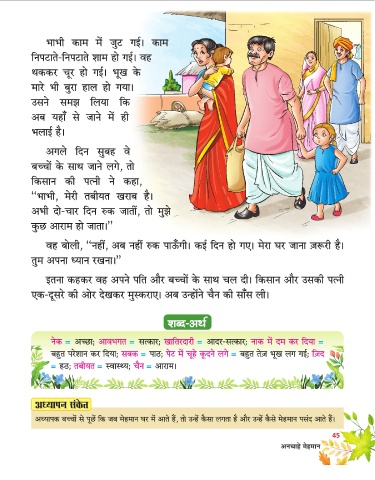 भाभी काम में जुट गई। काम
निपटाते-निपटाते शाम हो गई। वह
थककर चूर हो गई। भूख के
मारे भी बुरा हाल हो गया।
उसने समझ लिया कि
अब यहाँ से जाने में ही
भलाई है।
अगले दिन सुबह वे
बच्चों के साथ जाने लगे, तो
किसान की पत्नी ने कहा,
“भाभी, मेरी तबीयत खराब है।
अभी दो-चार दिन रुक जातीं, तो मुझे
कुछ आराम हो जाता।”
वह बोली, “नहीं, अब नहीं रुक पाऊँगी। कई दिन हो गए। मेरा घर जाना ज़रूरी है।
तुम अपना ध्यान रखना।”
इतना कहकर वह अपने पति और बच्चों के साथ चल दी। किसान और उसकी पत्नी
एक-दूसरे की ओर देखकर मुस्कराए। अब उन्होंने चैन की साँस ली।
शब्द-अर्थ
नेक = अच्छा; आवभगत = सत्कार; खातिरदारी = आदर-सत्कार; नाक में दम कर दिया =
बहुत परेशान कर दिया; सबक = पाठ; पेट में चूहे कूदने लगे = बहुत तेज़ भूख लग गई; ज़िद
= हठ; तबीयत = स्वास्थ्य; चैन = आराम।
अध्यापन संकेत
अध्यापक बच्चों से पूछें कि जब मेहमान घर में आते हैं, तो उन्हें कैसा लगता है और उन्हें कैसे मेहमान पसंद आते हैं।
45
अनचाहे मेहमान